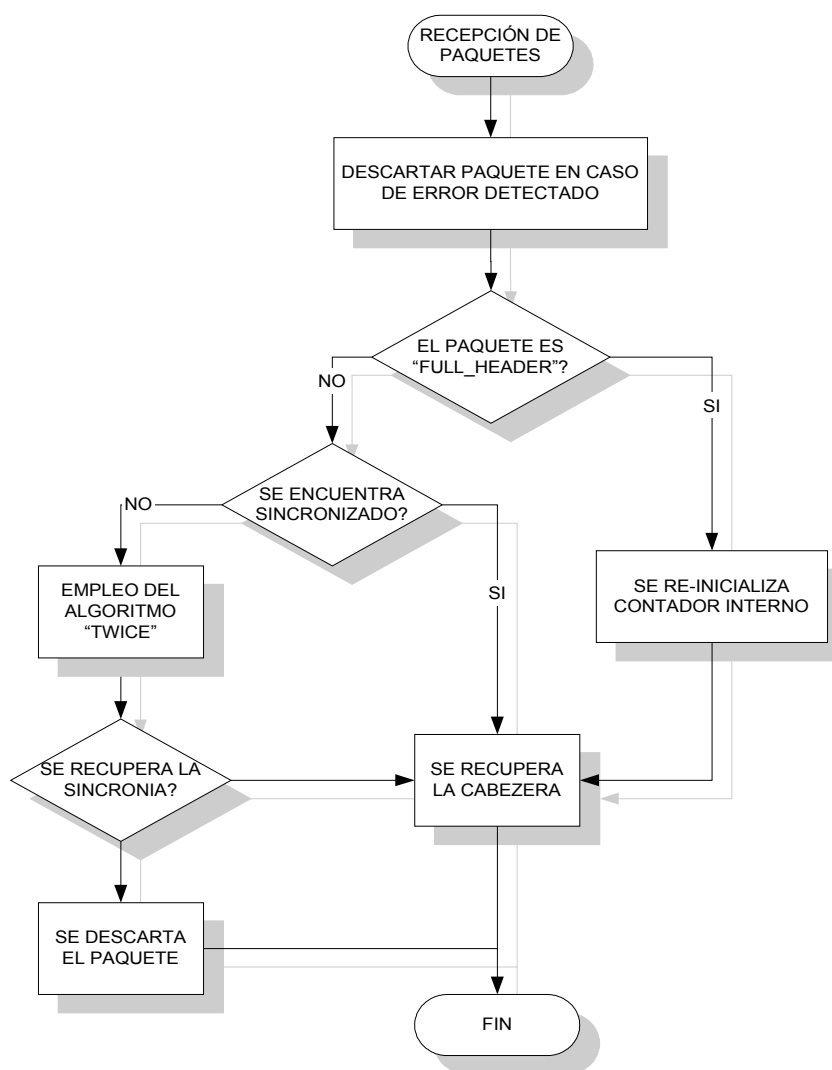 RECEPCIÓN DE
PAQUETES
DESCARTAR PAQUETE EN CASO
DE ERROR DETECTADO
EL PAQUETE ES
“FULL_HEADER”?
NO
SI
SE ENCUENTRA
SINCRONIZADO?
NO
SI
EMPLEO DEL
ALGORITMO
“TWICE”
SE RE-INICIALIZA
CONTADOR INTERNO
SE RECUPERA LA
SINCRONIA?
SE RECUPERA
LA CABEZERA
SE DESCARTA
EL PAQUETE
FIN